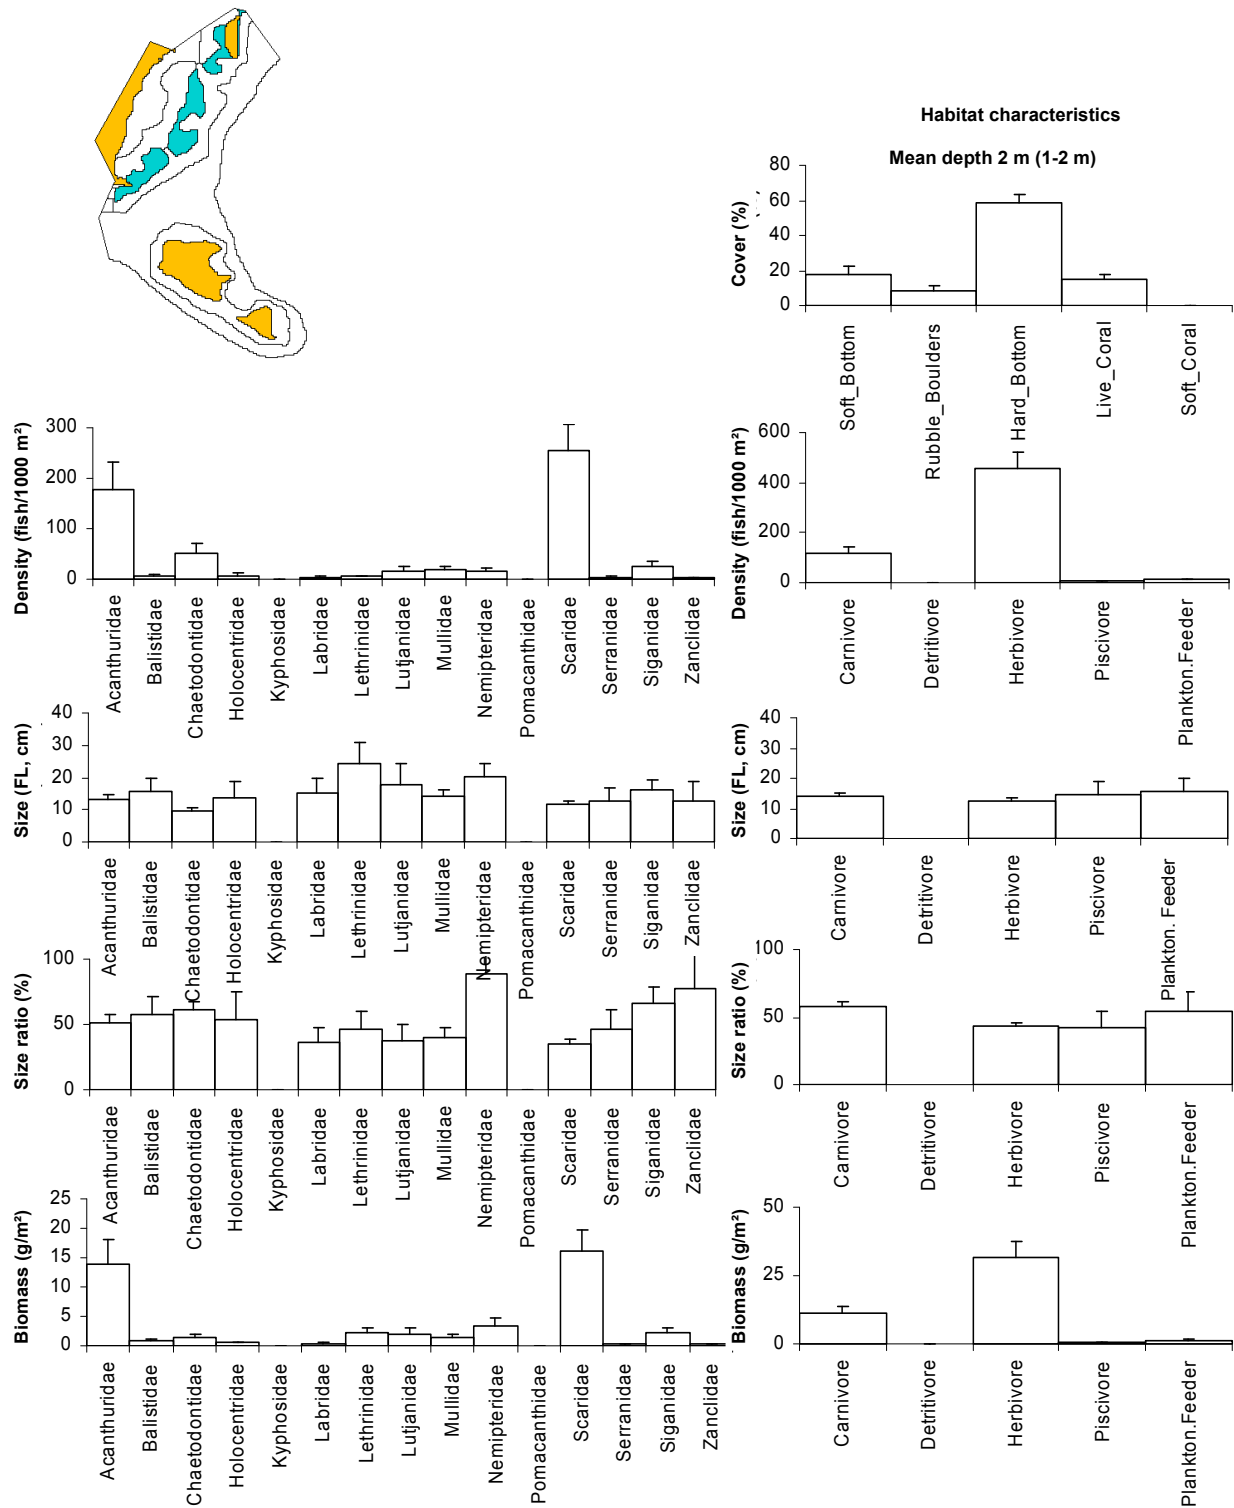 Habitat characteristics
Mean depth 2 m (1-2 m)
Cover (%)
80
60
40
20
0
Soft_Bottom
Rubble_Boulders
Hard_Bottom
Live_Coral
Soft_Coral
Density (fish/1000 m²)
300
200
100
0
Acanthuridae
Balistidae
Chaetodontidae
Holocentridae
Kyphosidae
Labridae
Lethrinidae
Lutjanidae
Mullidae
Nemipteridae
Pomacanthidae
Scaridae
Serranidae
Siganidae
Zanclidae
Density (fish/1000 m²)
600
400
200
0
Carnivore
Detritivore
Herbivore
Piscivore
Plankton.Feeder
Size (FL, cm)
40
30
20
10
0
Acanthuridae
Balistidae
Chaetodontidae
Holocentridae
Kyphosidae
Labridae
Lethrinidae
Lutjanidae
Mullidae
Nemipteridae
Pomacanthidae
Scaridae
Serranidae
Siganidae
Zanclidae
Size (FL, cm)
40
30
20
10
0
Carnivore
Detritivore
Herbivore
Piscivore
Plankton. Feeder
Size ratio (%)
100
50
0
Acanthuridae
Balistidae
Chaetodontidae
Holocentridae
Kyphosidae
Labridae
Lethrinidae
Lutjanidae
Mullidae
Nemipteridae
Pomacanthidae
Scaridae
Serranidae
Siganidae
Zanclidae
Size ratio (%)
100
50
0
Carnivore
Detritivore
Herbivore
Piscivore
Plankton.Feeder
Biomass (g/m²)
25
20
15
10
5
0
Acanthuridae
Balistidae
Chaetodontidae
Holocentridae
Kyphosidae
Labridae
Lethrinidae
Lutjanidae
Mullidae
Nemipteridae
Pomacanthidae
Scaridae
Serranidae
Siganidae
Zanclidae
Biomass (g/m²)
50
25
0
Carnivore
Detritivore
Herbivore
Piscivore
Plankton.Feeder